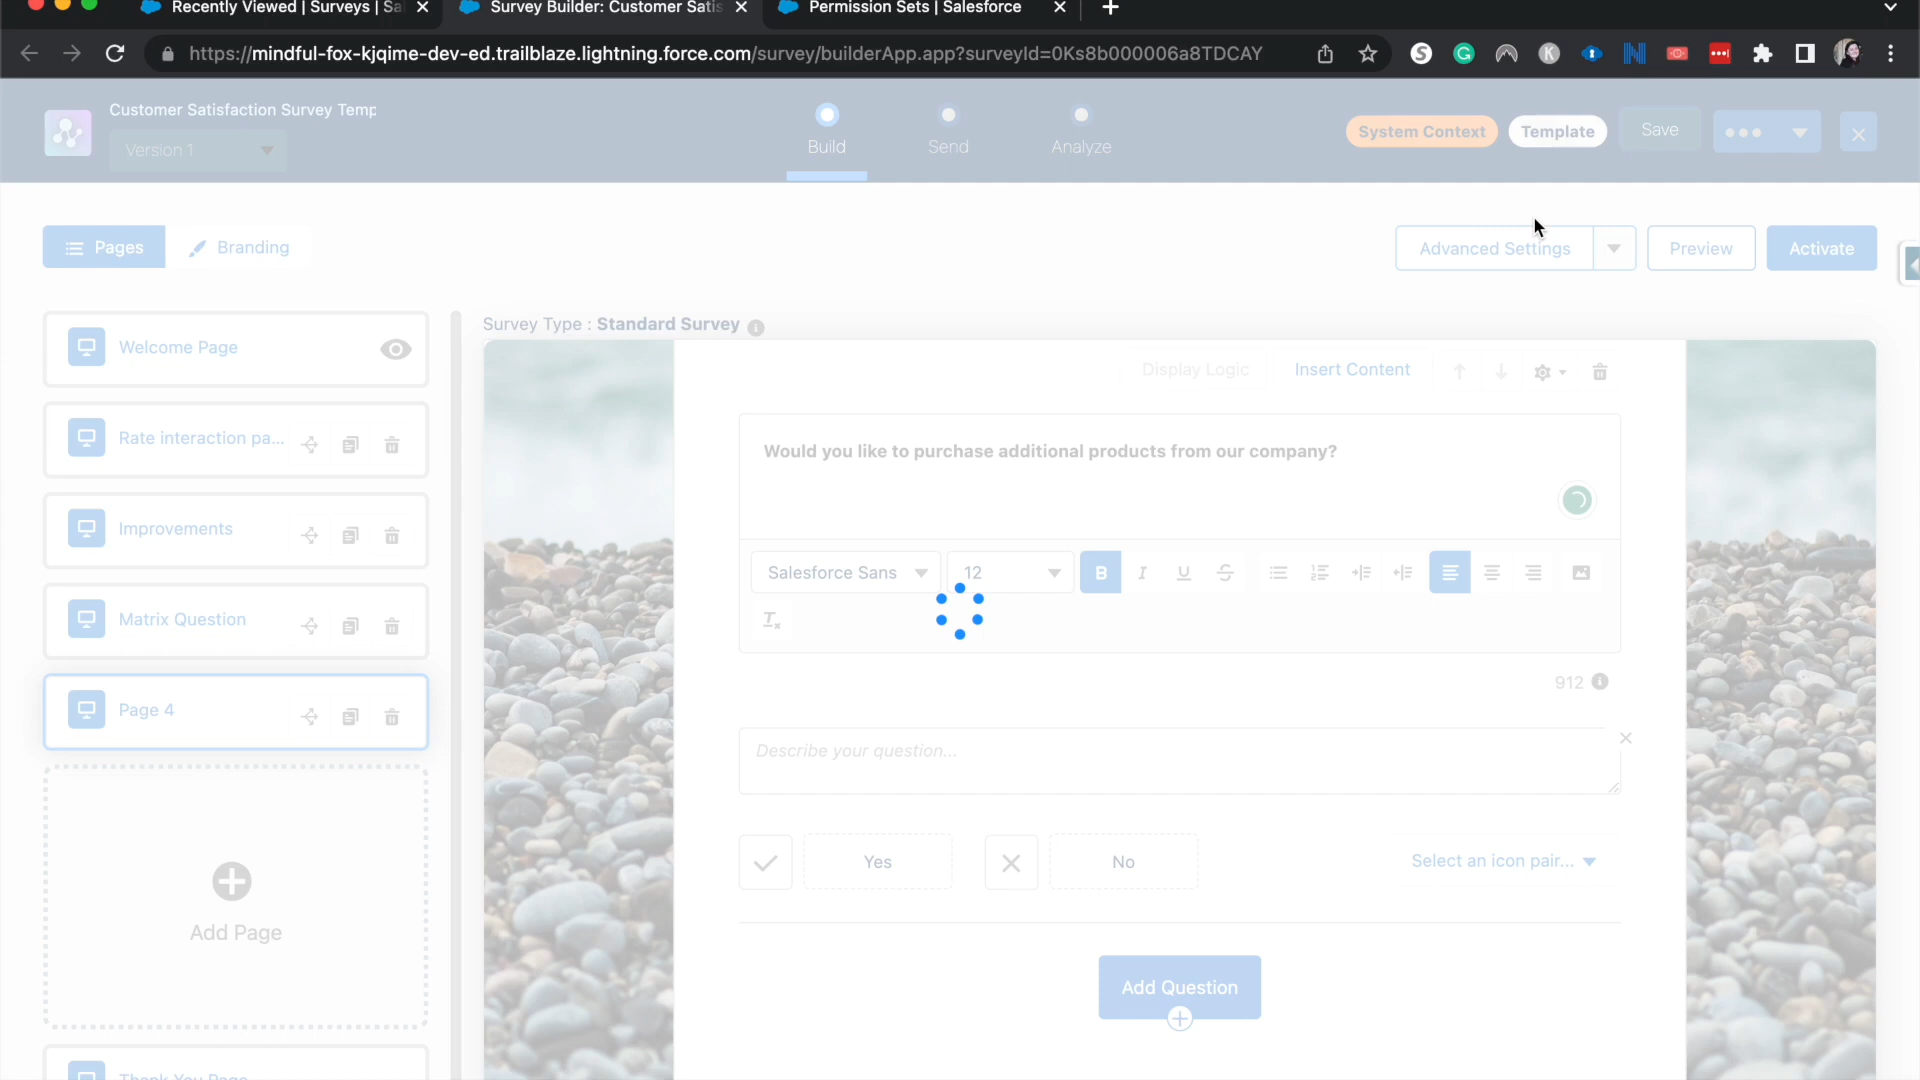 Recently Viewed | Surveys | Sa
Survey Builder: Customer Satis
Permission Sets | Salesforce
https://mindful-fox-kjqime-dev-ed.trailblaze.lightning.force.com/survey/builderApp.app?surveyId=0Ks8b000006a8TDCAY
Customer Satisfaction Survey Temp
Version 1
Build
Send
Analyze
System Context
Template
Save
Pages
Branding
Advanced Settings
Preview
Activate
Welcome Page
Rate interaction pa...
Improvements
Matrix Question
Page 4
Add Page
Thank You Page
Survey Type : Standard Survey
Display Logic
Insert Content
Would you like to purchase additional products from our company?
Salesforce Sans
12
B I U S
912
Describe your question...
Yes
No
Select an icon pair...
Add Question